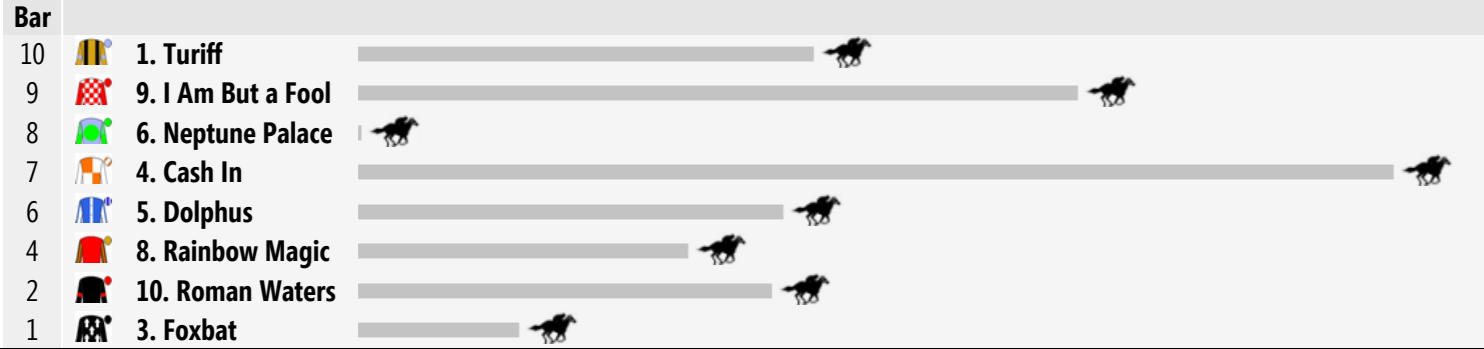 Bar
10 1. Turiff
9 9. I Am But a Fool
8 6. Neptune Palace
7 4. Cash In
6 5. Dolphus
4 8. Rainbow Magic
2 10. Roman Waters
1 3. Foxbat